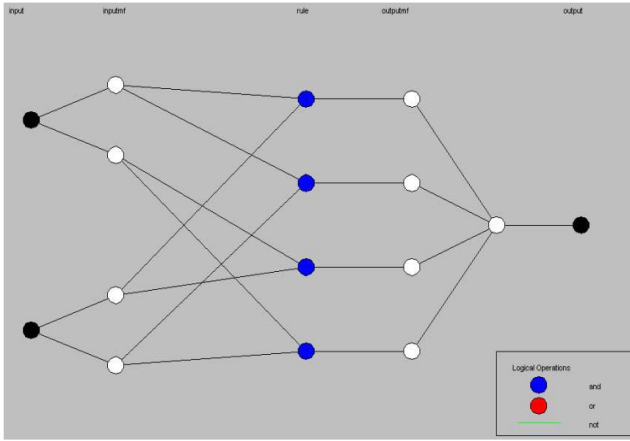 input inputmf rule outputmf output
Logical Operations
and
or
not